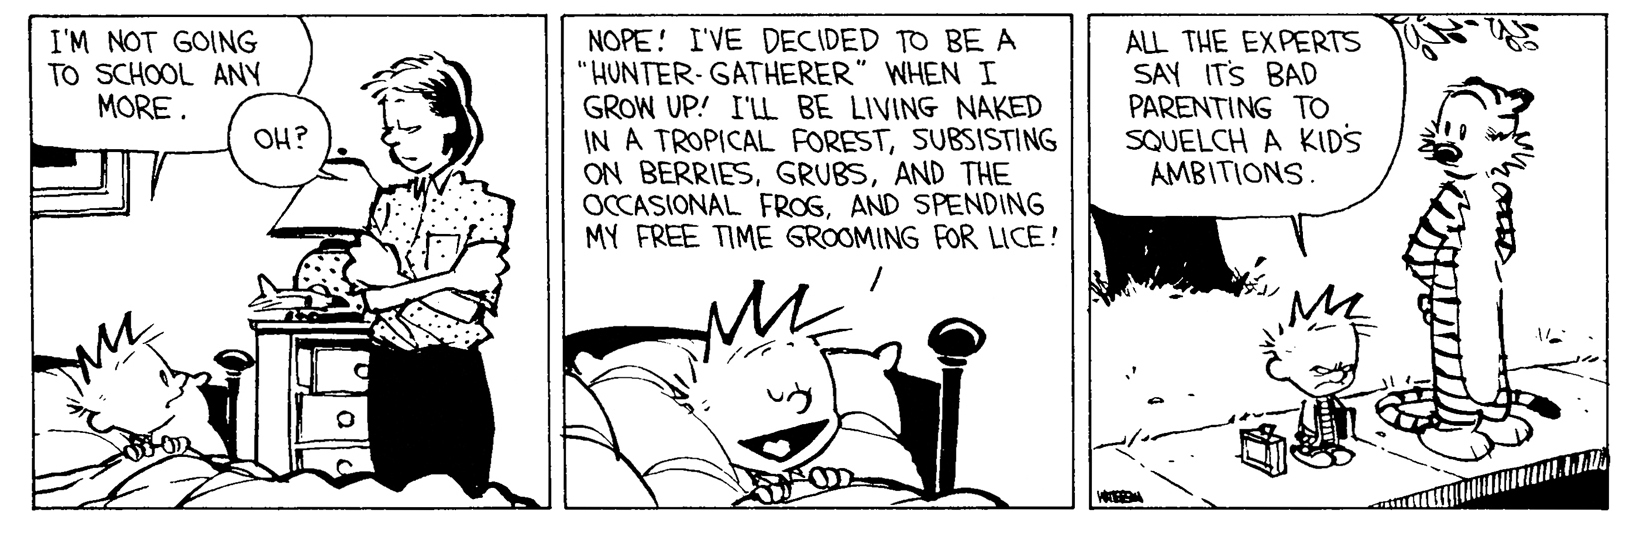 I'M NOT GOING
TO SCHOOL ANY
MORE.
OH?
NOPE! I'VE DECIDED TO BE A
"HUNTER-GATHERER" WHEN I
GROW UP! I'LL BE LIVING NAKED
IN A TROPICAL FOREST, SUBSISTING
ON BERRIES, GRUBS, AND THE
OCCASIONAL FROG, AND SPENDING
MY FREE TIME GROOMING FOR LICE!
ALL THE EXPERTS
SAY IT'S BAD
PARENTING TO
SQUELCH A KID'S
AMBITIONS.
WATTERSON